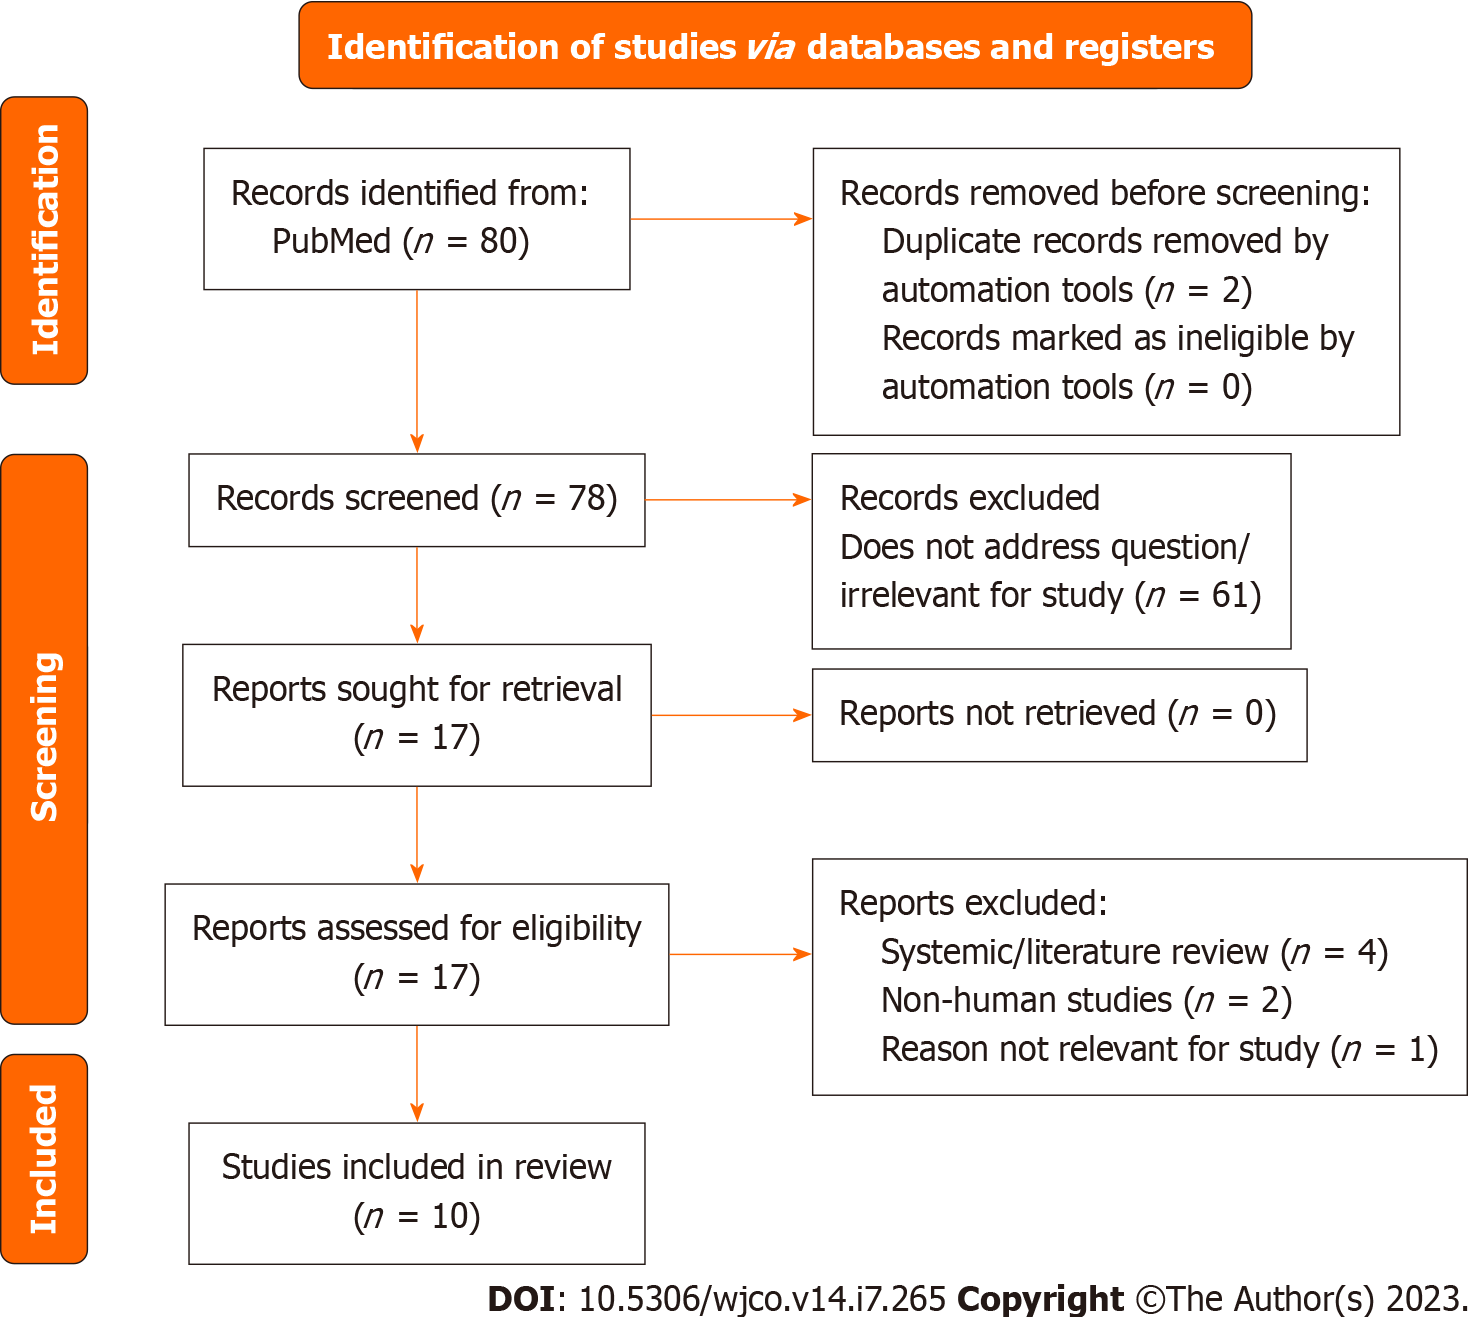 Identification of studies via databases and registers
Identification
Records identified from:
PubMed (n = 80)
Records removed before screening:
Duplicate records removed by
automation tools (n = 2)
Records marked as ineligible by
automation tools (n = 0)
Screening
Records screened (n = 78)
Records excluded
Does not address question/
irrelevant for study (n = 61)
Reports sought for retrieval
(n = 17)
Reports not retrieved (n = 0)
Reports assessed for eligibility
(n = 17)
Reports excluded:
Systemic/literature review (n = 4)
Non-human studies (n = 2)
Reason not relevant for study (n = 1)
Included
Studies included in review
(n = 10)
DOI: 10.5306/wjco.v14.i7.265 Copyright ©The Author(s) 2023.